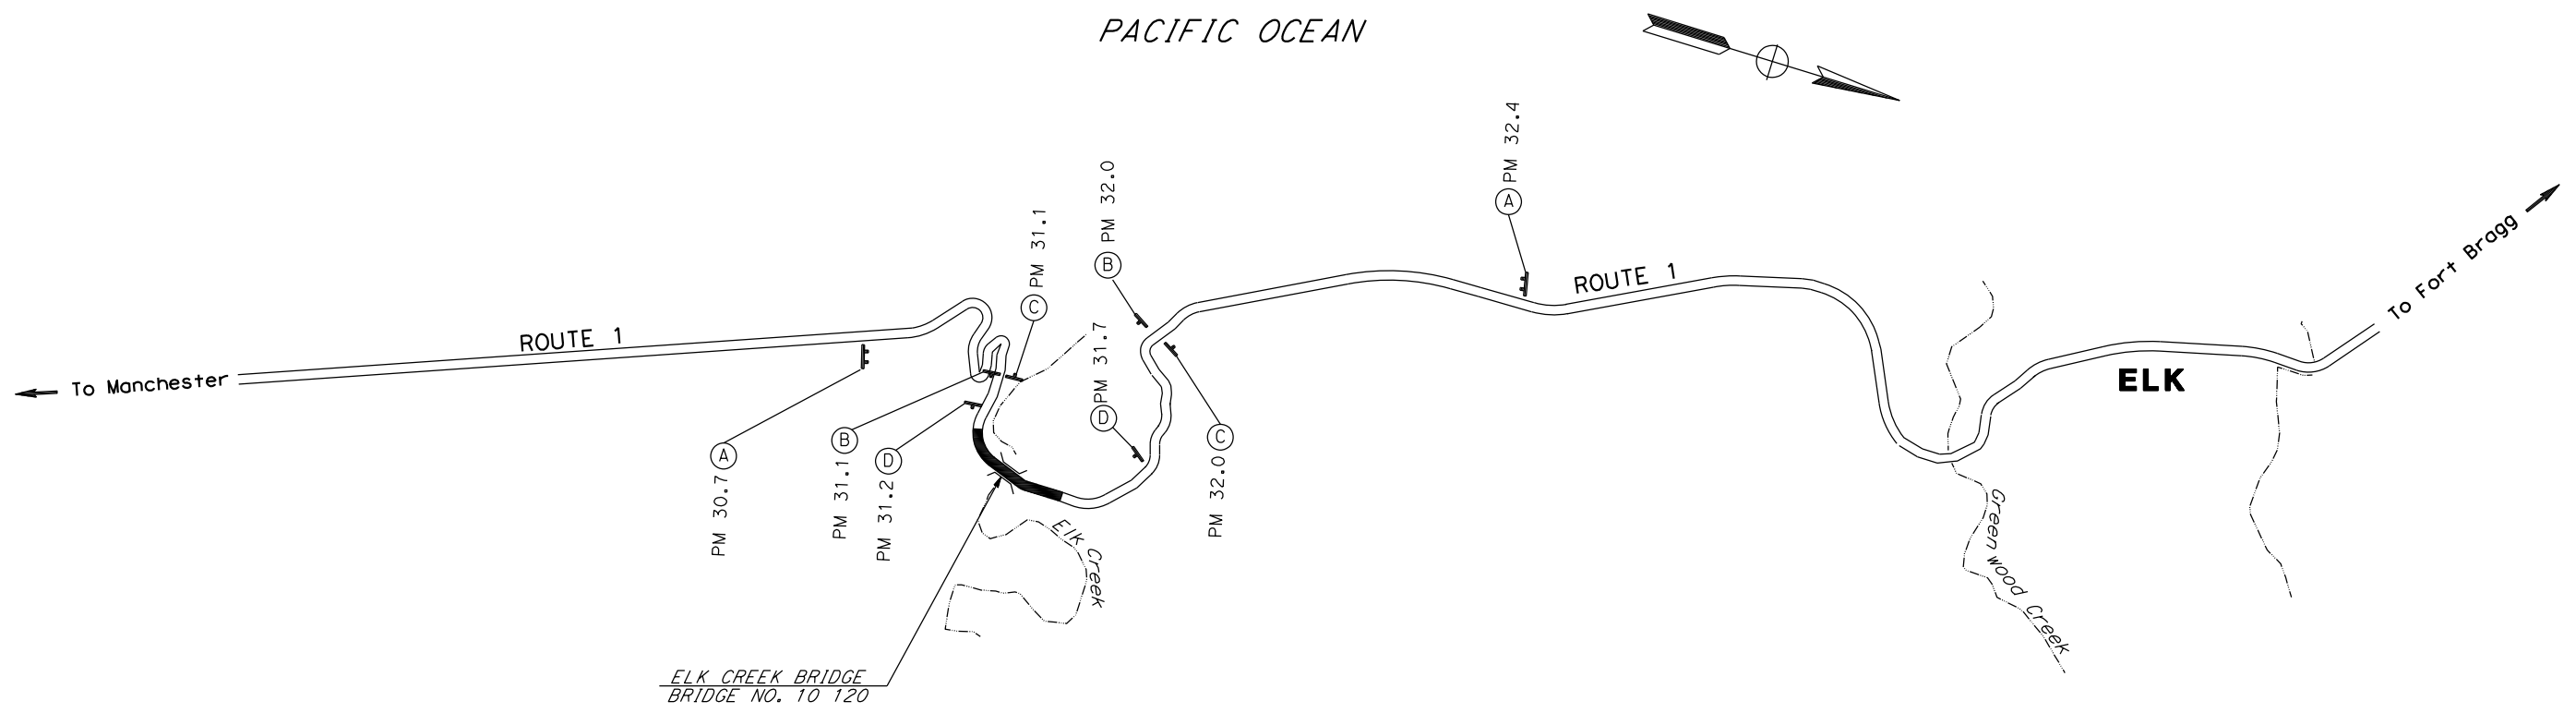 PACIFIC OCEAN
A PM 32.4
B PM 32.0
C PM 31.1
ROUTE 1
To Fort Bragg
ROUTE 1
D PM 31.7
To Manchester
ELK
A PM 30.7
B PM 31.1
D PM 31.2
C PM 32.0
Elk Creek
Greenwood Creek
ELK CREEK BRIDGE
BRIDGE NO. 10 120